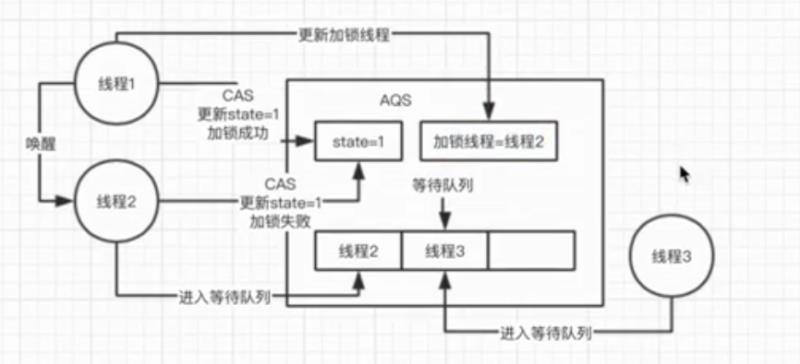 更新加锁线程
线程1
CAS
更新state=1
加锁成功
AQS
state=1
加锁线程=线程2
唤醒
线程2
CAS
更新state=1
加锁失败
等待队列
线程2
线程3
线程3
进入等待队列
进入等待队列